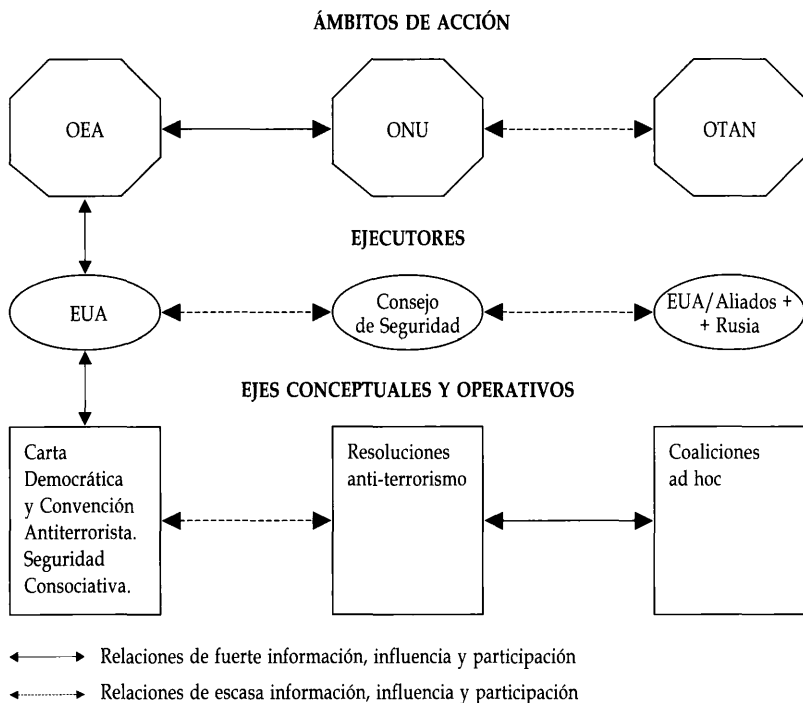 ÁMBITOS DE ACCIÓN
OEA
ONU
OTAN
EJECUTORES
EUA
Consejo
de Seguridad
EUA/Aliados +
+ Rusia
EJES CONCEPTUALES Y OPERATIVOS
Carta
Democrática
y Convención
Antiterrorista.
Seguridad
Consociativa.
Resoluciones
anti-terrorismo
Coaliciones
ad hoc
Relaciones de fuerte información, influencia y participación
Relaciones de escasa información, influencia y participación